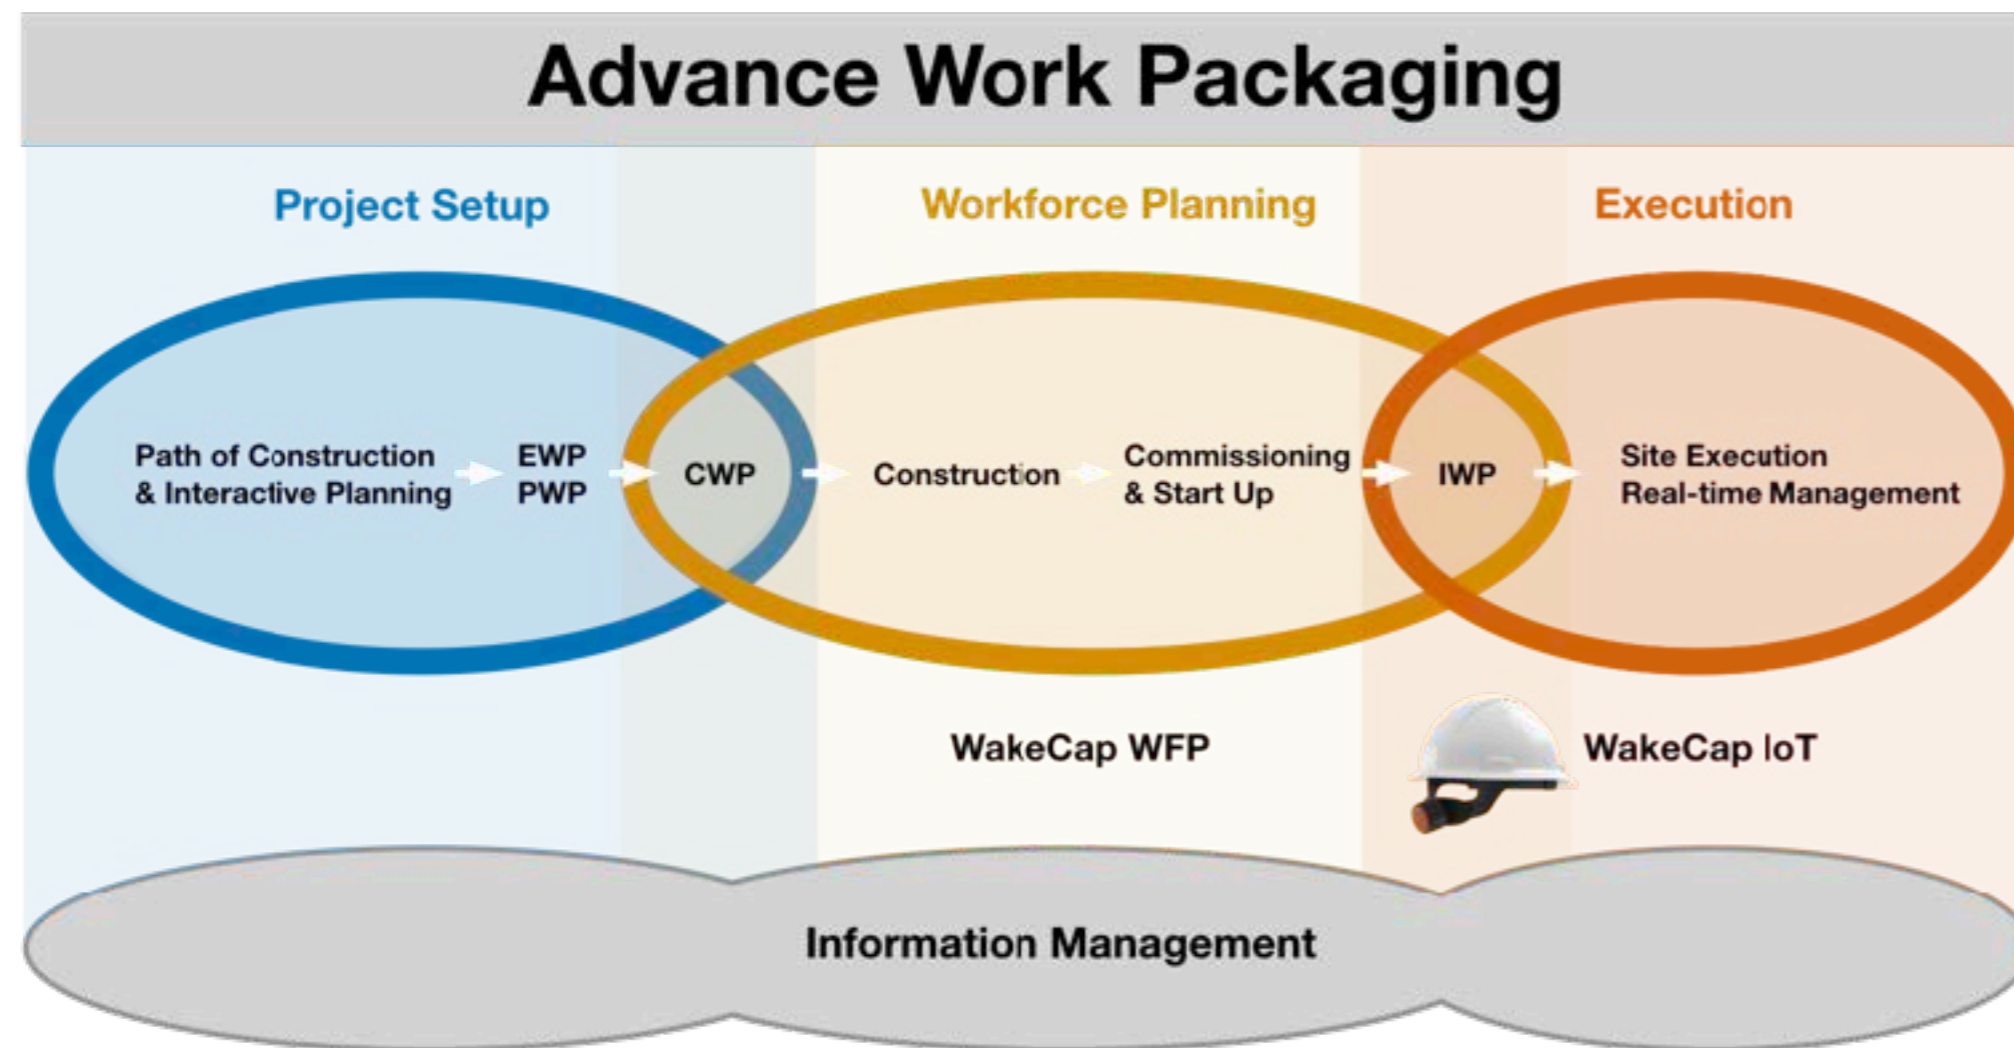 Advance Work Packaging
Project Setup
Workforce Planning
Execution
Path of Construction
& Interactive Planning
EWP
PWP
CWP
Construction
Commissioning
& Start Up
IWP
Site Execution
Real-time Management
WakeCap WFP
WakeCap IoT
Information Management